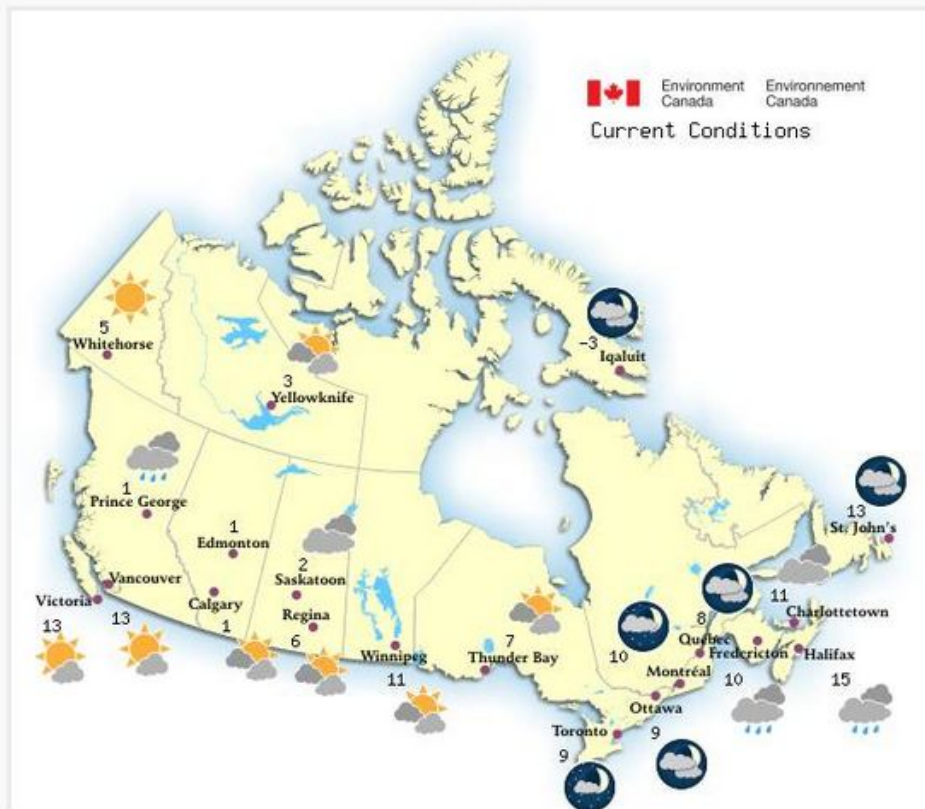 Environment Canada
Environnement Canada
Current Conditions
-3
Iqaluit
5
Whitehorse
3
Yellowknife
1
Prince George
13
St. John's
1
Edmonton
2
Saskatoon
Vancouver
Victoria
Calgary
Regina
13
13
1
6
Winnipeg
11
7
Thunder Bay
11
Charlottetown
8
Québec
Fredericton
Halifax
10
Montréal
10
15
Ottawa
9
Toronto
9